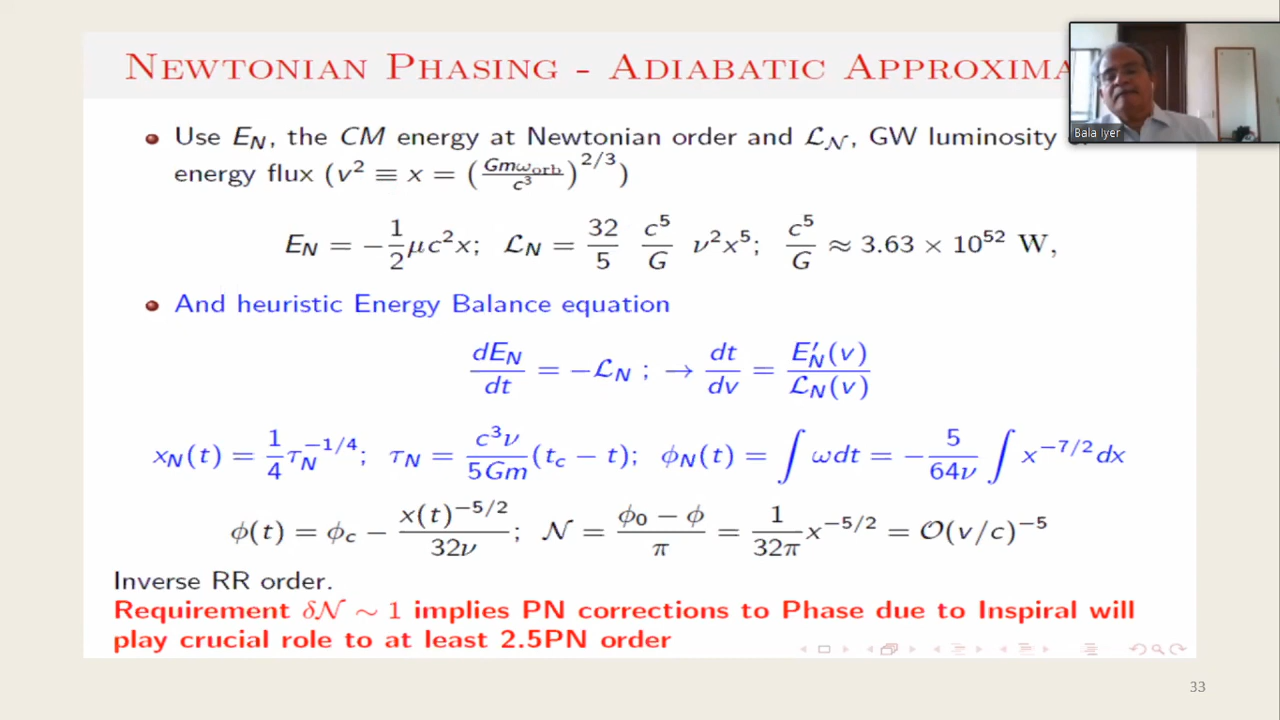 NEWTONIAN PHASING - ADIABATIC APPROXIMA
Bala Iyer
Use E_N, the CM energy at Newtonian order and ℒ_N, GW luminosity
energy flux (v² ≡ x = (Gmω_orb / c³)^{2/3})
E_N = −(1/2) μc²x; ℒ_N = (32/5) (c⁵/G) ν²x⁵; c⁵/G ≈ 3.63 × 10⁵² W,
And heuristic Energy Balance equation
dE_N/dt = −ℒ_N ; → dt/dv = E′_N(v) / ℒ_N(v)
x_N(t) = (1/4) τ_N^{−1/4}; τ_N = (c³ν / 5Gm)(t_c − t); ϕ_N(t) = ∫ ωdt = −(5/64ν) ∫ x^{−7/2}dx
ϕ(t) = ϕ_c − x(t)^{−5/2} / 32ν; 𝒩 = (ϕ₀ − ϕ)/π = (1/32π) x^{−5/2} = 𝒪(v/c)^{−5}
Inverse RR order.
Requirement δ𝒩 ∼ 1 implies PN corrections to Phase due to Inspiral will
play crucial role to at least 2.5PN order
33